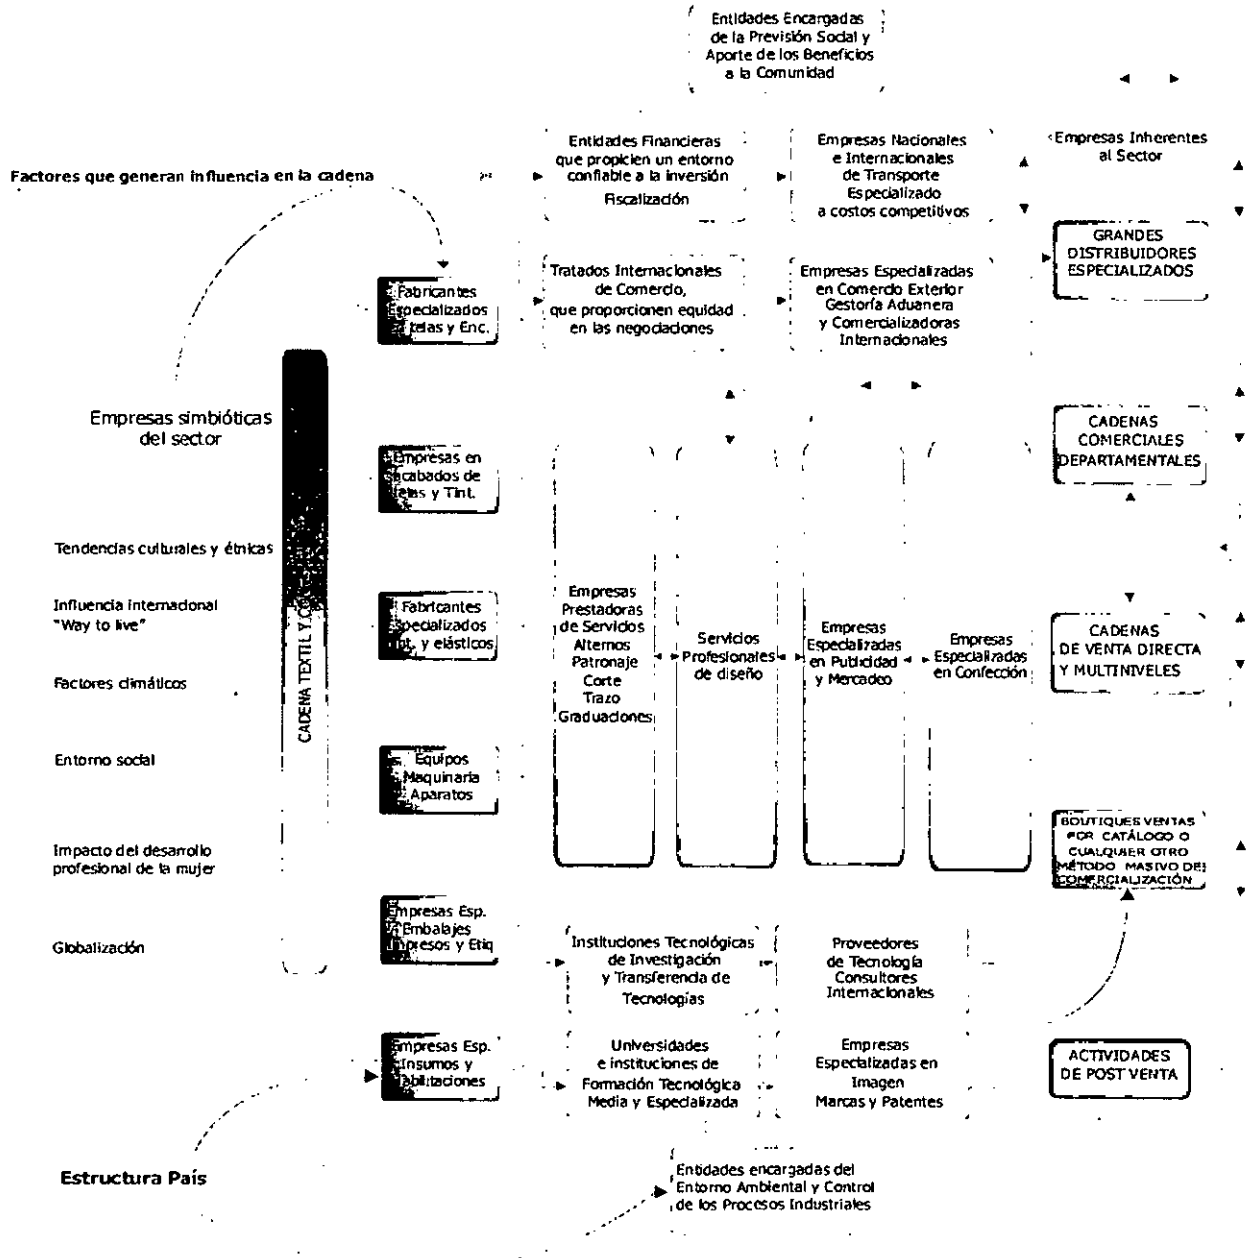 Entidades Encargadas
de la Previsión Social y
Aporte de los Beneficios
a la Comunidad
Factores que generan influencia en la cadena
Entidades Financieras
que propicien un entorno
confiable a la inversión
Fiscalización
Empresas Nacionales
e Internacionales
de Transporte
Especializado
a costos competitivos
Empresas Inherentes
al Sector
Fabricantes
Especializados
telas y Enc.
Tratados Internacionales
de Comercio,
que proporcionen equidad
en las negociaciones
Empresas Especializadas
en Comercio Exterior
Gestoría Aduanera
y Comercializadoras
Internacionales
GRANDES
DISTRIBUIDORES
ESPECIALIZADOS
Empresas simbióticas
del sector
Empresas en
acabados de
telas y Tint.
CADENAS
COMERCIALES
DEPARTAMENTALES
Tendencias culturales y étnicas
Influencia internacional
"Way to live"
Factores climáticos
Entorno social
Impacto del desarrollo
profesional de la mujer
Globalización
CADENA TEXTIL Y
Fabricantes
y elásticos
Equipos
Maquinaria
Aparatos
Empresas Esp.
Embalajes
Impresos y Etiq
Empresas Esp.
Insumos y
Empresas
Prestadoras
de Servicios
Alternos
Patronaje
Corte
Trazo
Graduaciones
Servicios
Profesionales
de diseño
Empresas
Especializadas
en Publicidad
y Mercadeo
Empresas
Especializadas
en Confección
CADENAS
DE VENTA DIRECTA
Y MULTINIVELES
BOUTIQUES VENTAS
POR CATÁLOGO O
CUALQUIER OTRO
MÉTODO MASIVO DE
COMERCIALIZACIÓN
Instituciones Tecnológicas
de Investigación
y Transferencia de
Tecnologías
Proveedores
de Tecnología
Consultores
Internacionales
Universidades
e instituciones de
Formación Tecnológica
Media y Especializada
Empresas
Especializadas en
Imagen
Marcas y Patentes
ACTIVIDADES
DE POST VENTA
Estructura País
Entidades encargadas del
Entorno Ambiental y Control
de los Procesos Industriales